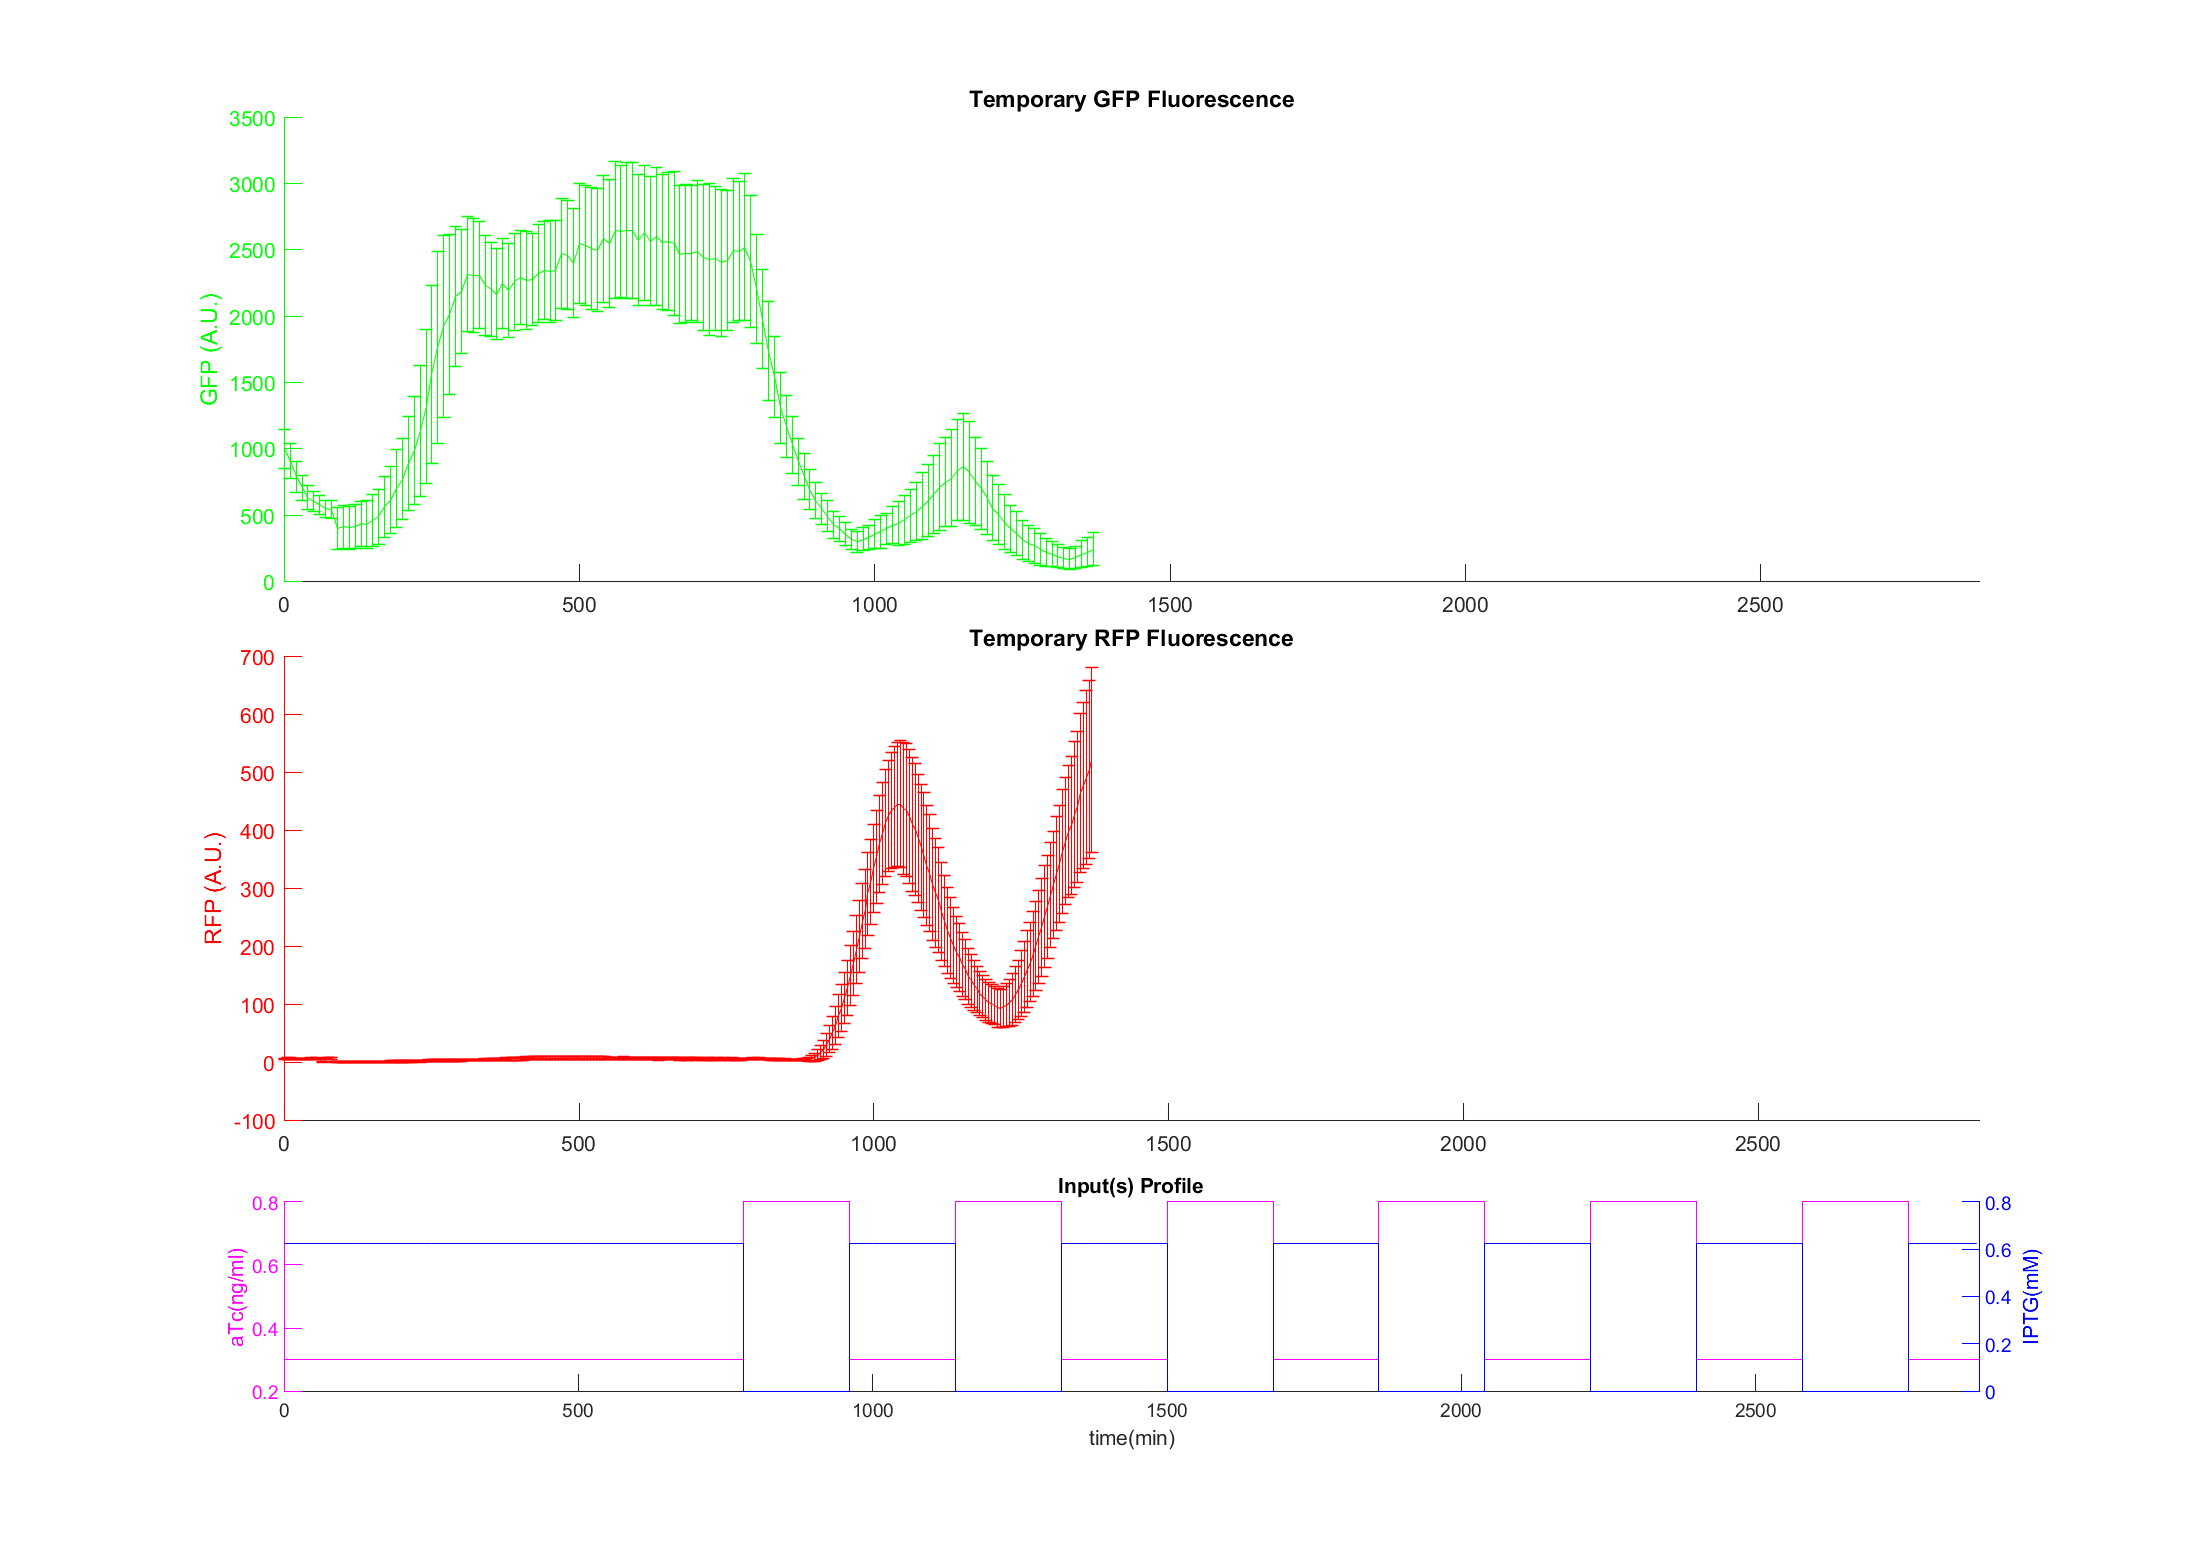 Temporary GFP Fluorescence
3500
3000
2500
2000
1500
1000
500
0
GFP (A.U.)
0 500 1000 1500 2000 2500
Temporary RFP Fluorescence
700
600
500
400
300
200
100
0
-100
RFP (A.U.)
0 500 1000 1500 2000 2500
Input(s) Profile
0.8
0.6
0.4
0.2
aTc(ng/ml)
0.8
0.6
0.4
0.2
0
IPTG(mM)
0 500 1000 1500 2000 2500
time(min)